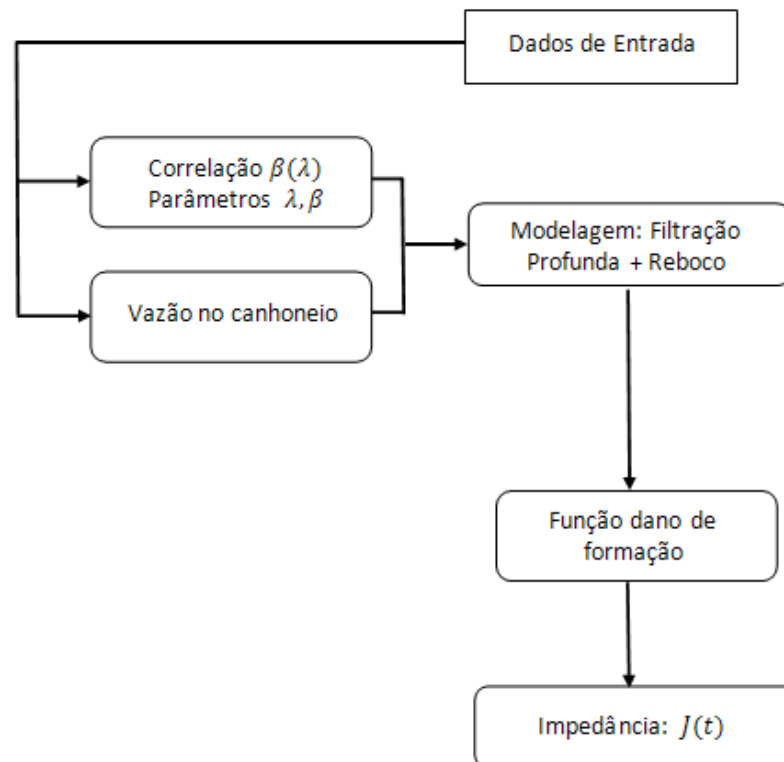 Dados de Entrada
Correlação β(λ)
Parâmetros λ, β
Vazão no canhoneio
Modelagem: Filtração
Profunda + Reboco
Função dano de
formação
Impedância: J(t)